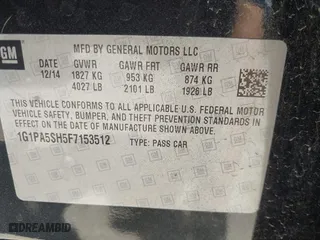 GM
MFD BY GENERAL MOTORS LLC
DATE GVWR GAWR FRT GAWR RR
12/14 1827 KG 953 KG 874 KG
4027 LB 2101 LB 1926 LB
THIS VEHICLE CONFORMS TO ALL APPLICABLE U.S. FEDERAL MOTOR
VEHICLE SAFETY, BUMPER, AND THEFT PREVENTION STANDARDS IN
EFFECT ON THE DATE OF MANUFACTURE SHOWN ABOVE.
1G1PA5SH5F7153512 TYPE: PASS CAR
DREAMBID